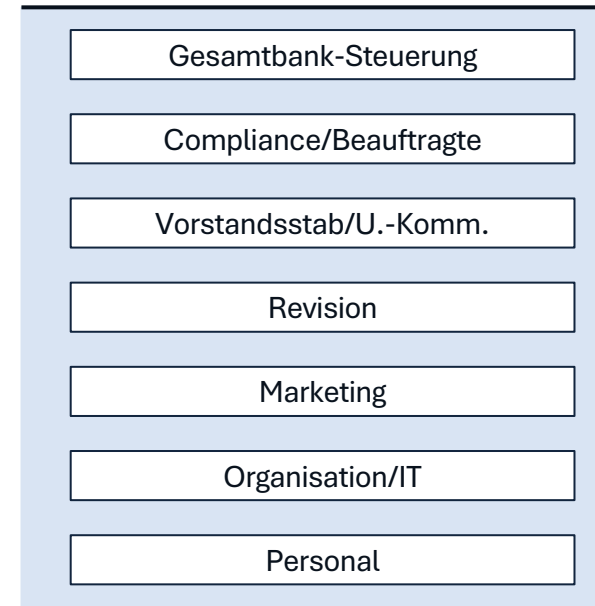 Gesamtbank-Steuerung
Compliance/Beauftragte
Vorstandsstab/U.-Komm.
Revision
Marketing
Organisation/IT
Personal